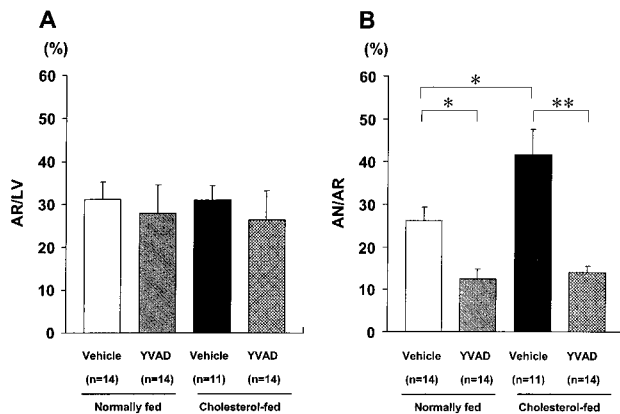 A
(%)
60
50
40
30
20
10
0
AR/LV
Vehicle YVAD Vehicle YVAD
(n=14) (n=14) (n=11) (n=14)
Normally fed Cholesterol-fed
B
(%)
60
50
40
30
20
10
0
AN/AR
*
* **
Vehicle YVAD Vehicle YVAD
(n=14) (n=14) (n=11) (n=14)
Normally fed Cholesterol-fed